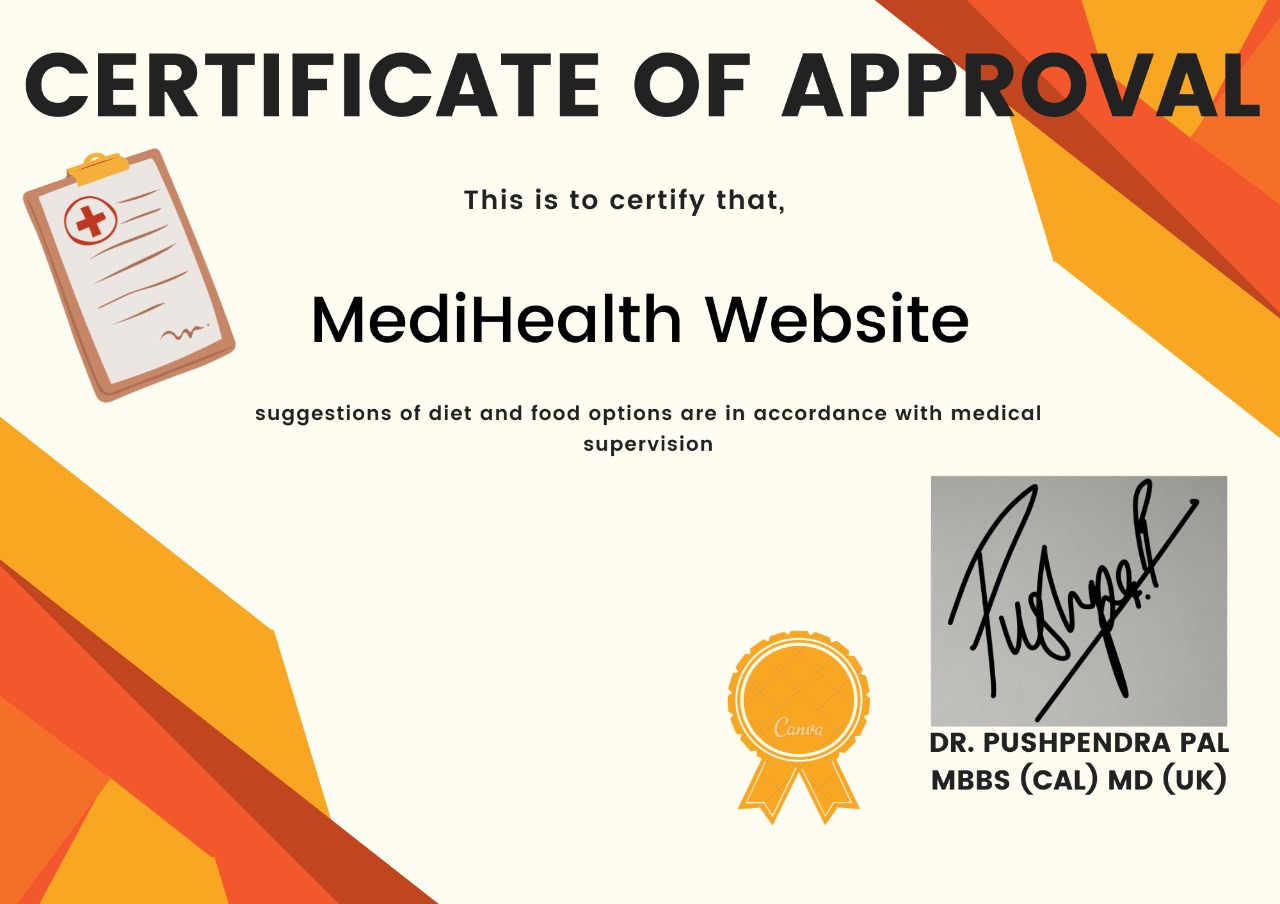 CERTIFICATE OF APPROVAL
This is to certify that,
MediHealth Website
suggestions of diet and food options are in accordance with medical
supervision
Canva
DR. PUSHPENDRA PAL
MBBS (CAL) MD (UK)